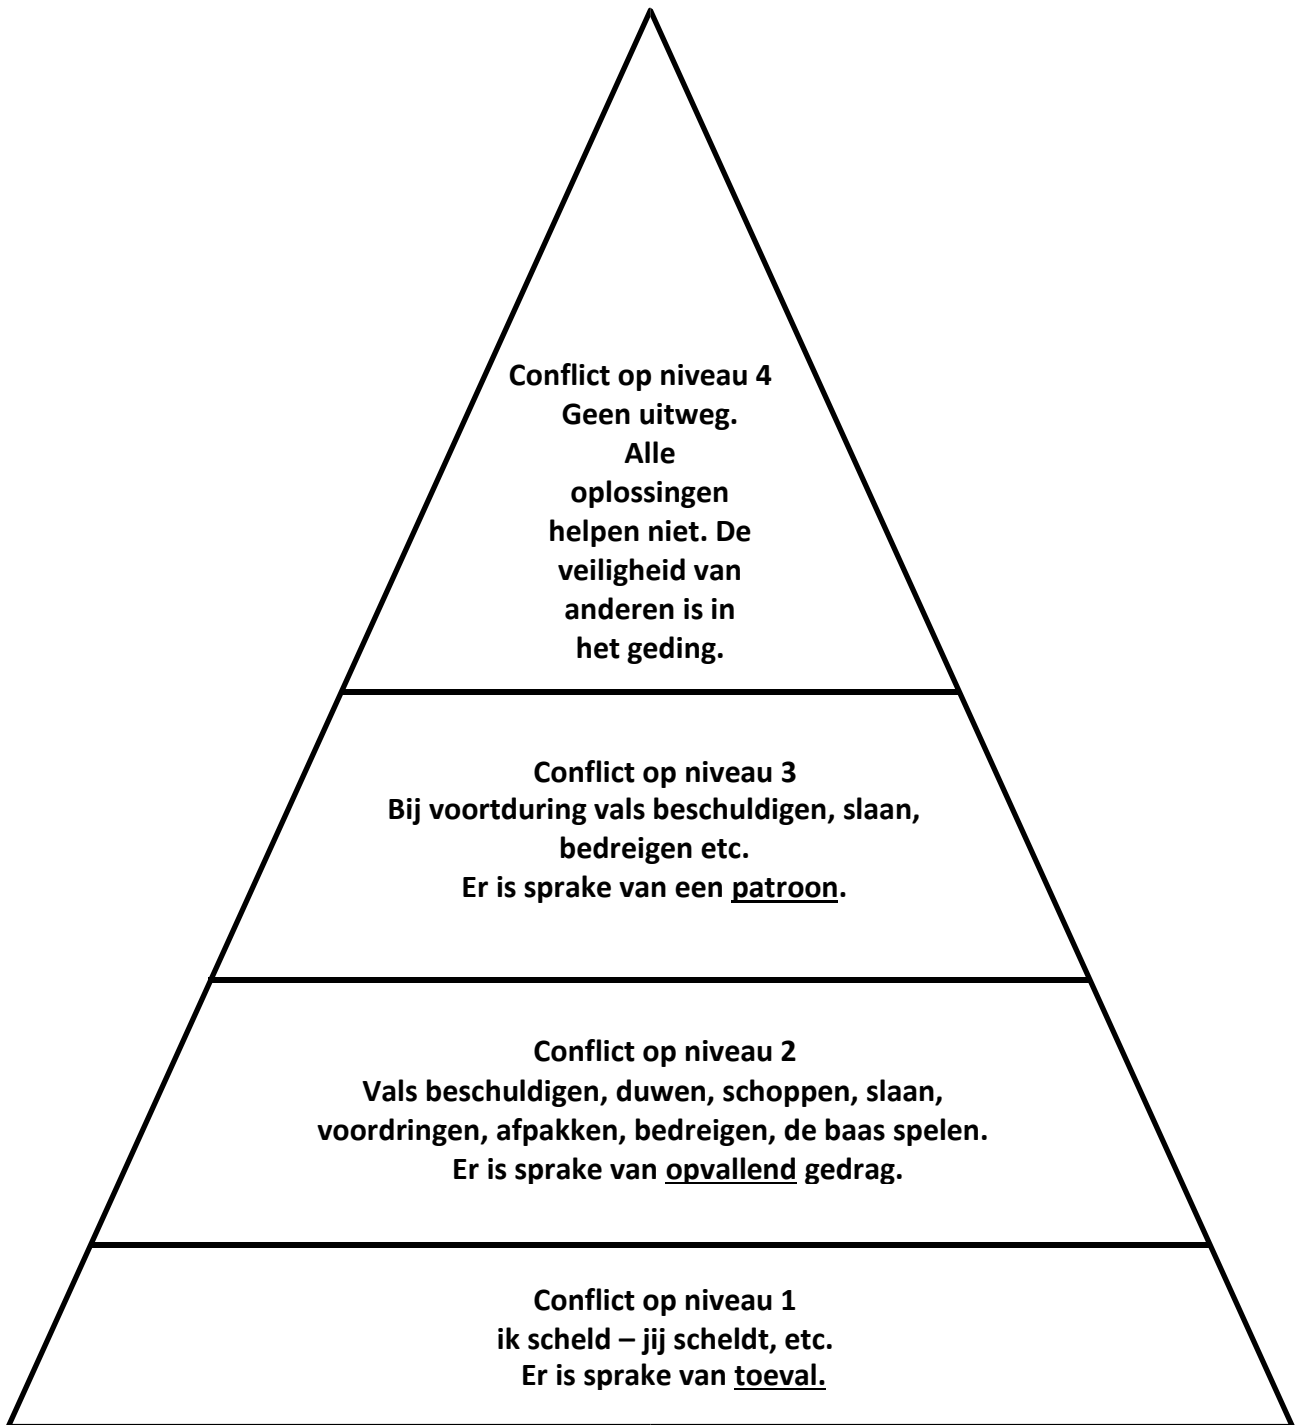 Conflict op niveau 4
Geen uitweg.
Alle
oplossingen
helpen niet. De
veiligheid van
anderen is in
het geding.
Conflict op niveau 3
Bij voortduring vals beschuldigen, slaan,
bedreigen etc.
Er is sprake van een patroon.
Conflict op niveau 2
Vals beschuldigen, duwen, schoppen, slaan,
voordringen, afpakken, bedreigen, de baas spelen.
Er is sprake van opvallend gedrag.
Conflict op niveau 1
ik scheld – jij scheldt, etc.
Er is sprake van toeval.